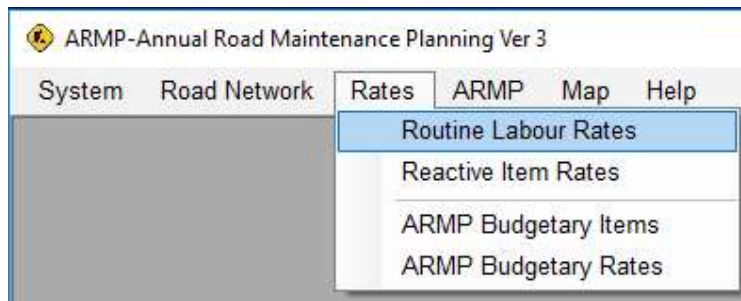 ARMP-Annual Road Maintenance Planning Ver 3
System Road Network Rates ARMP Map Help
Routine Labour Rates
Reactive Item Rates
ARMP Budgetary Items
ARMP Budgetary Rates